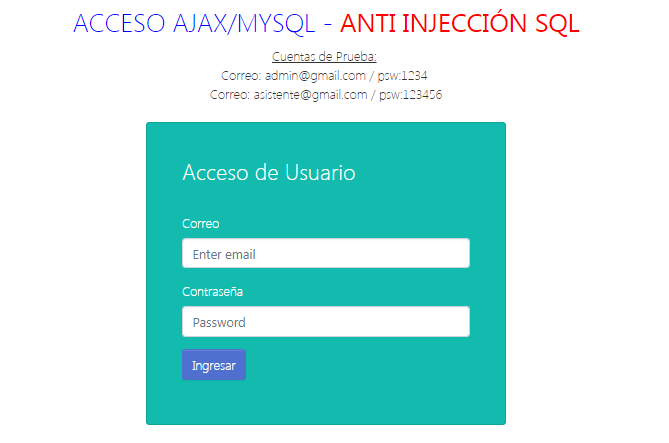 ACCESO AJAX/MYSQL - ANTI INJECCIÓN SQL
Cuentas de Prueba:
Correo: admin@gmail.com / psw:1234
Correo: asistente@gmail.com / psw:123456
Acceso de Usuario
Correo
Enter email
Contraseña
Password
Ingresar